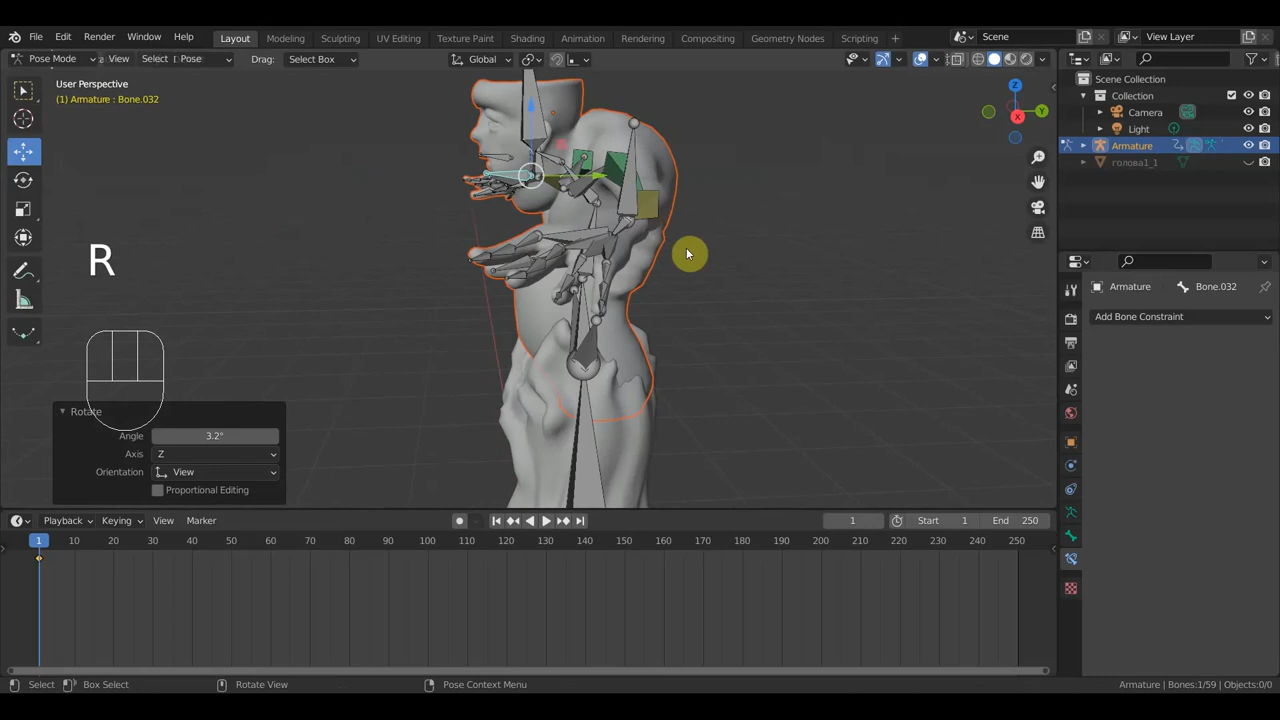 File Edit Render Window Help Layout Modeling Sculpting UV Editing Texture Paint Shading Animation Rendering Compositing Geometry Nodes Scripting Scene View Layer
Pose Mode View Select Pose Drag: Select Box Global
User Perspective
(1) Armature : Bone.032
Z
Y
X
R
Rotate
Angle 3.2°
Axis Z
Orientation View
Proportional Editing
Scene Collection
Collection
Camera
Light
Armature
голова1_1
Armature Bone.032
Add Bone Constraint
Playback Keying View Marker 1 Start 1 End 250
1 10 20 30 40 50 60 70 80 90 100 110 120 130 140 150 160 170 180 190 200 210 220 230 240 250
Select Box Select Rotate View Pose Context Menu Armature | Bones:1/59 | Objects:0/0